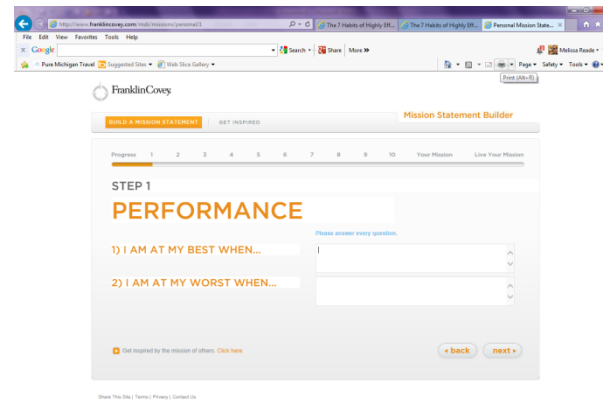 http://www.franklincovey.com/msb/missions/personal/1
The 7 Habits of Highly Eff...
The 7 Habits of Highly Eff...
Personal Mission State...
File Edit View Favorites Tools Help
x Google
Search
Share
More >>
Melissa Reade
Pure Michigan Travel
Suggested Sites
Web Slice Gallery
Page
Safety
Tools
Print (Alt+R)
FranklinCovey
BUILD A MISSION STATEMENT
GET INSPIRED
Mission Statement Builder
Progress 1 2 3 4 5 6 7 8 9 10 Your Mission Live Your Mission
STEP 1
PERFORMANCE
Please answer every question.
1) I AM AT MY BEST WHEN...
2) I AM AT MY WORST WHEN...
Get inspired by the mission of others. Click here
« back
next »
Share This Site | Terms | Privacy | Contact Us